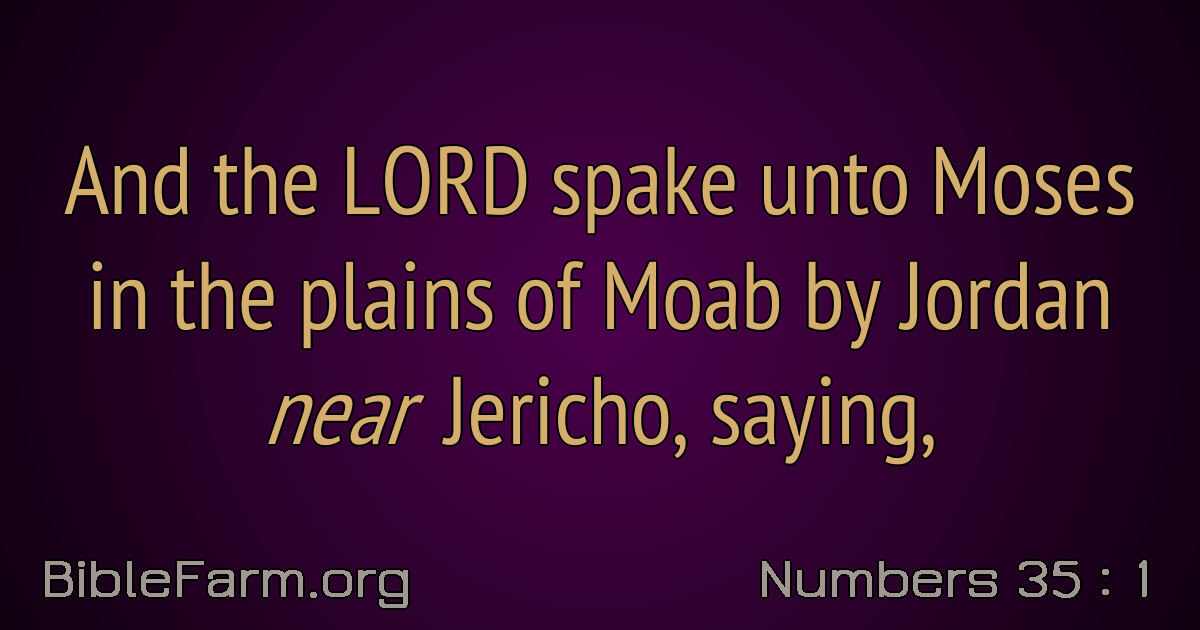 And the LORD spake unto Moses
in the plains of Moab by Jordan
near Jericho, saying,
BibleFarm.org
Numbers 35 : 1